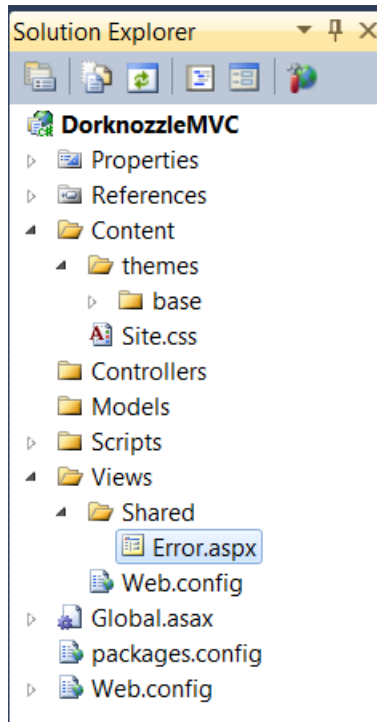 Solution Explorer
DorknozzleMVC
Properties
References
Content
themes
base
Site.css
Controllers
Models
Scripts
Views
Shared
Error.aspx
Web.config
Global.asax
packages.config
Web.config